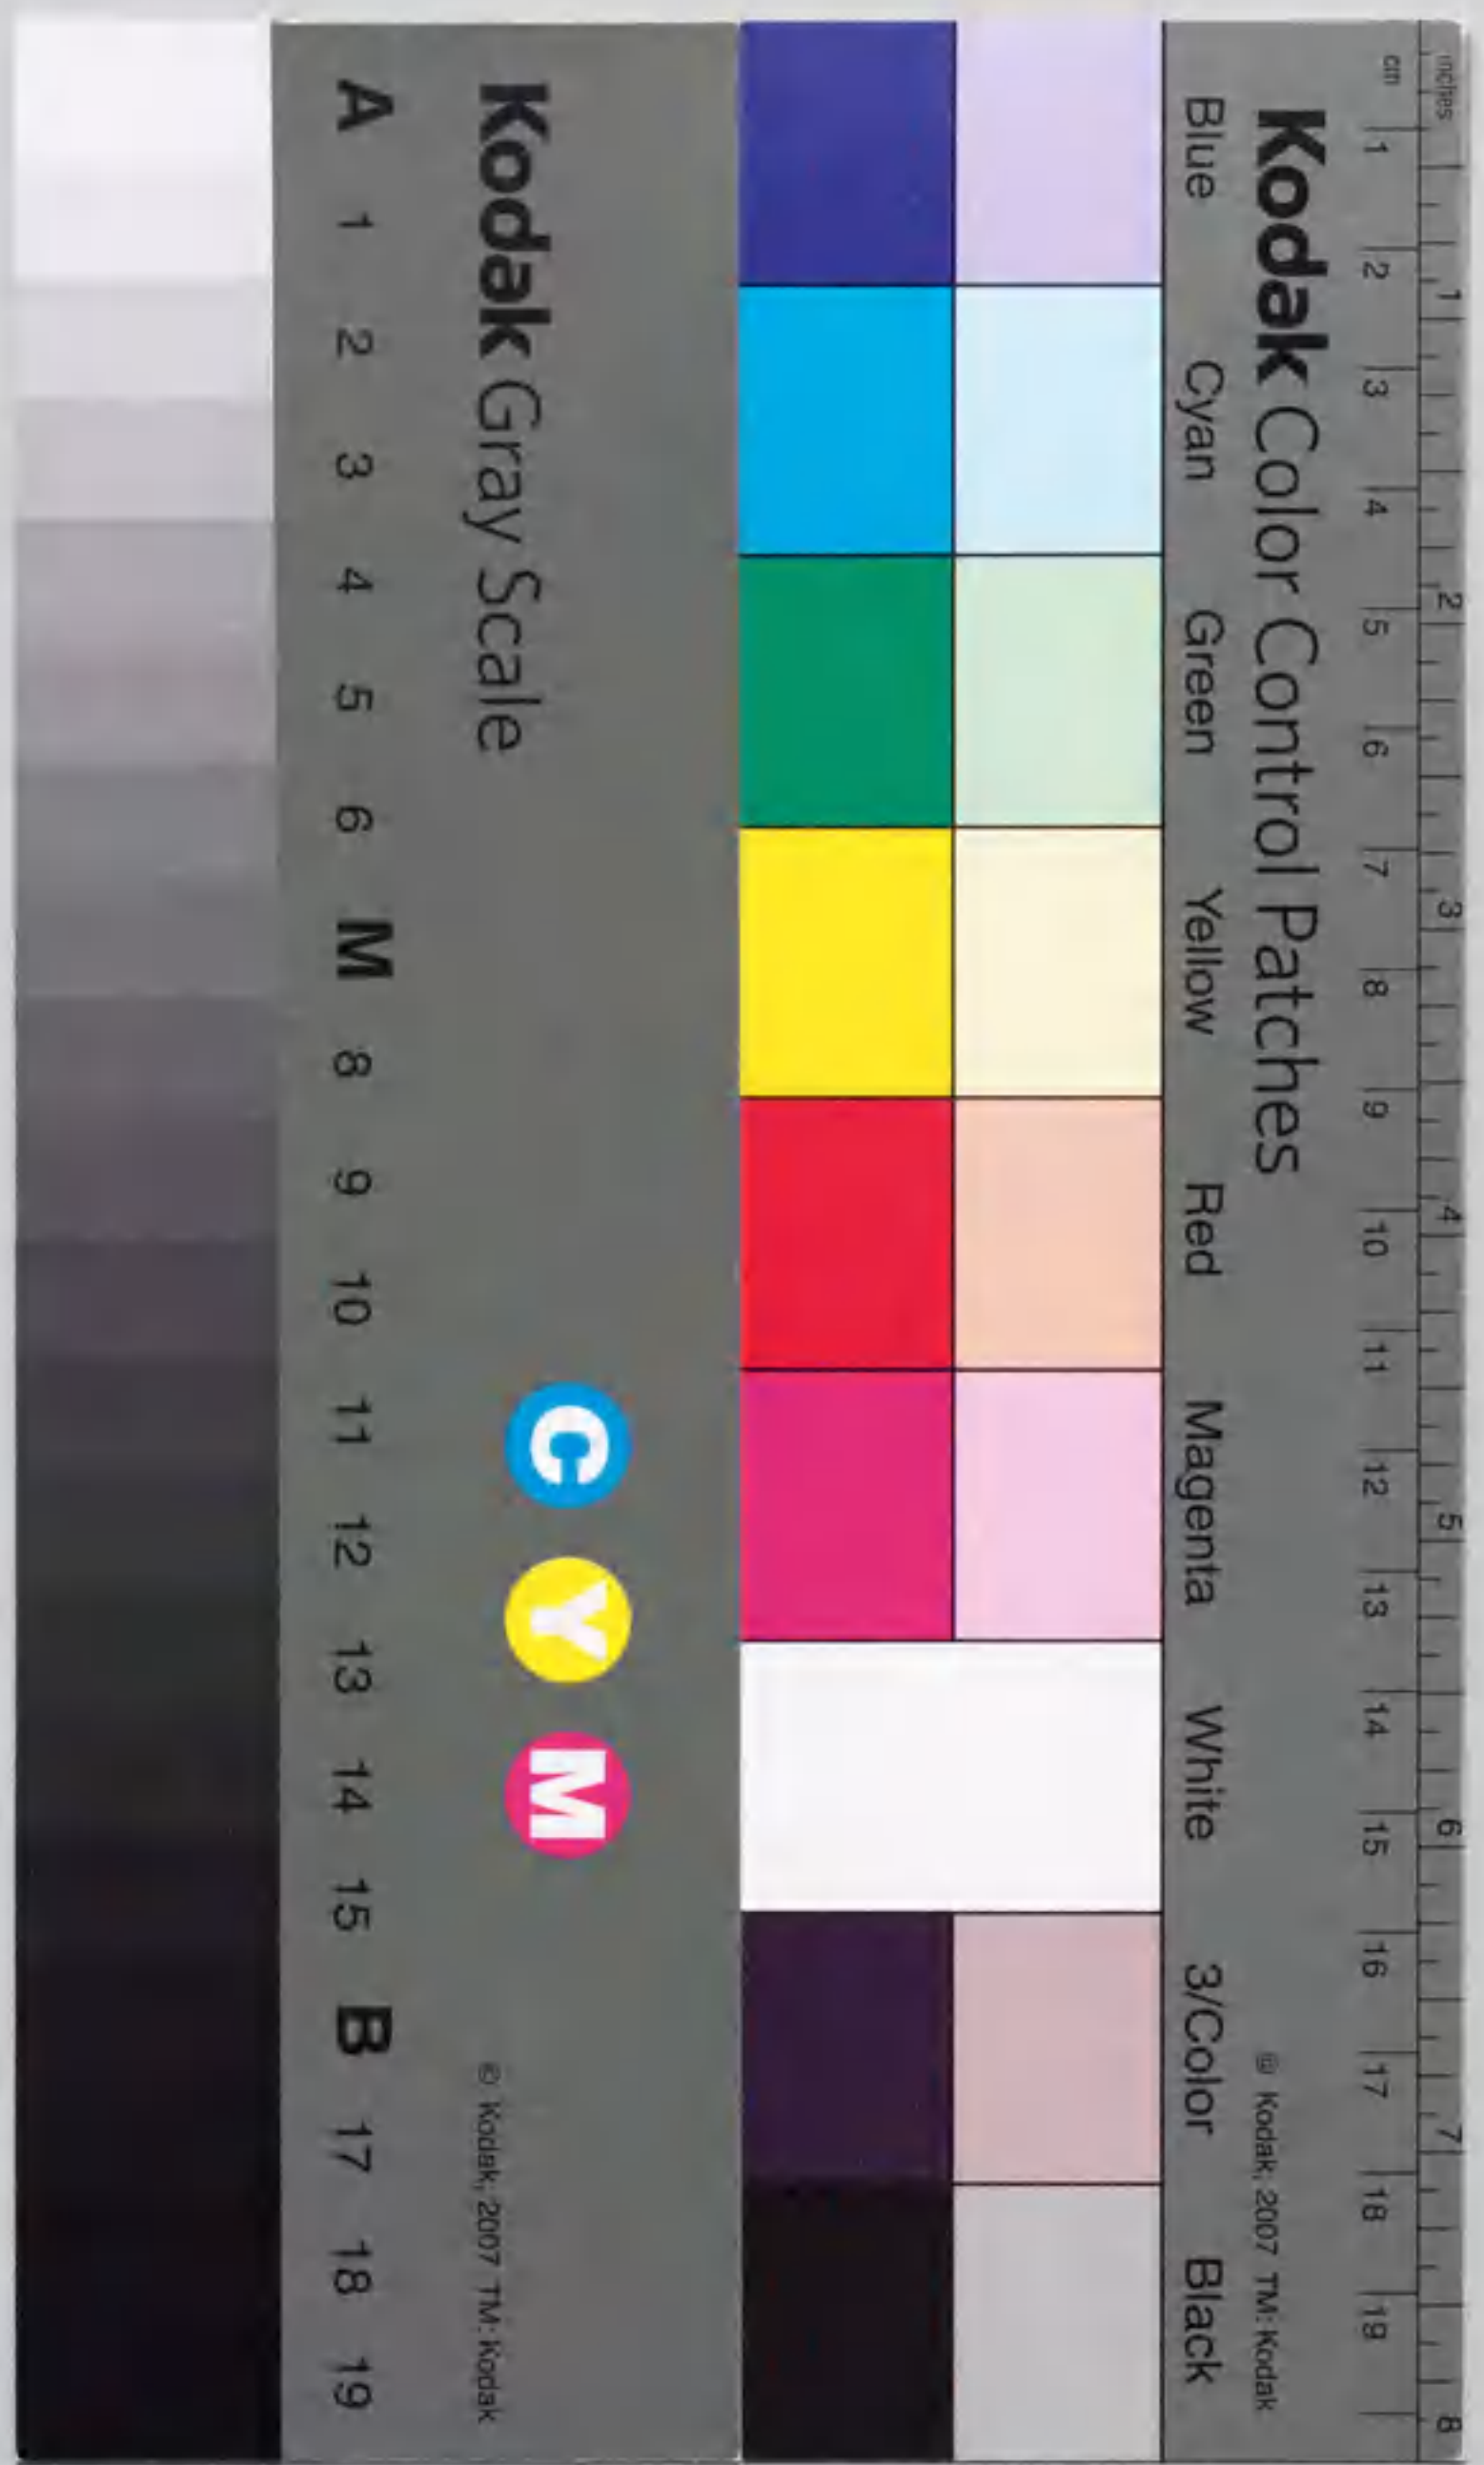 inches 1 2 3 4 5 6 7 8
cm 1 2 3 4 5 6 7 8 9 10 11 12 13 14 15 16 17 18 19
Kodak Color Control Patches
© Kodak, 2007 TM: Kodak
Blue Cyan Green Yellow Red Magenta White 3/Color Black
C Y M
Kodak Gray Scale
© Kodak, 2007 TM: Kodak
A 1 2 3 4 5 6 M 8 9 10 11 12 13 14 15 B 17 18 19